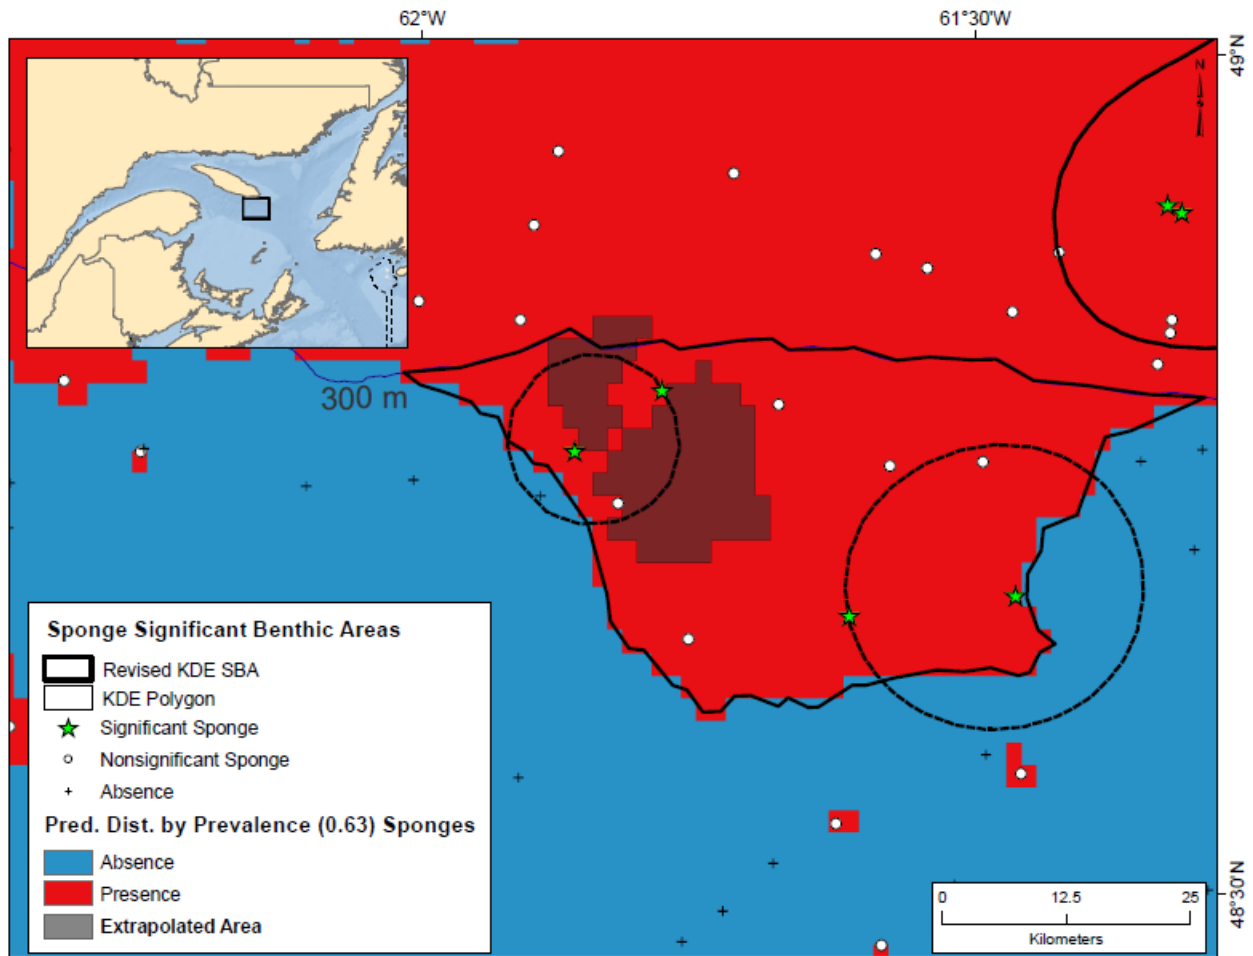 62°W
61°30'W
49°N
N
300 m
Sponge Significant Benthic Areas
Revised KDE SBA
KDE Polygon
Significant Sponge
Nonsignificant Sponge
Absence
Pred. Dist. by Prevalence (0.63) Sponges
Absence
Presence
Extrapolated Area
0
12.5
25
Kilometers
48°30'N